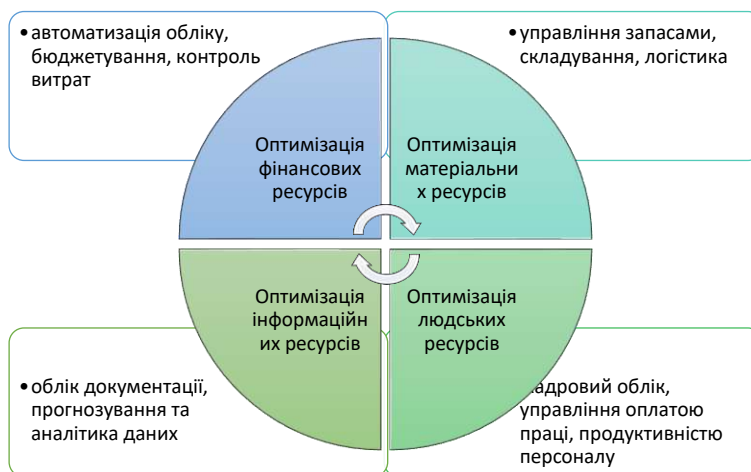 •автоматизація обліку,
бюджетування, контроль
витрат
•управління запасами,
складування, логістика
Оптимізація
фінансових
ресурсів
Оптимізація
матеріальни
х ресурсів
Оптимізація
інформаційн
их ресурсів
Оптимізація
людських
ресурсів
•облік документації,
прогнозування та
аналітика даних
кадровий облік,
управління оплатою
праці, продуктивністю
персоналу